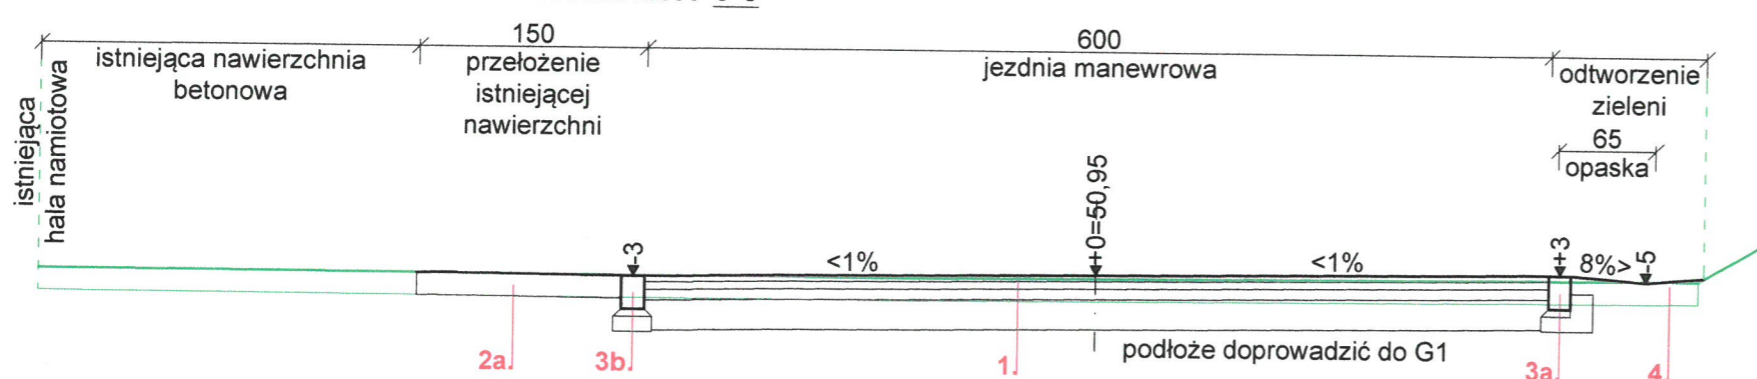 150
600
istniejąca nawierzchnia
betonowa
przełożenie
istniejącej
nawierzchni
jezdnia manewrowa
odtworzenie
zieleni
65
opaska
istniejąca
hala namiotowa
-3
<1%
+0=50,95
<1%
+3
8%>
-5
2a.
3b.
1.
podłoże doprowadzić do G1
3a.
4.